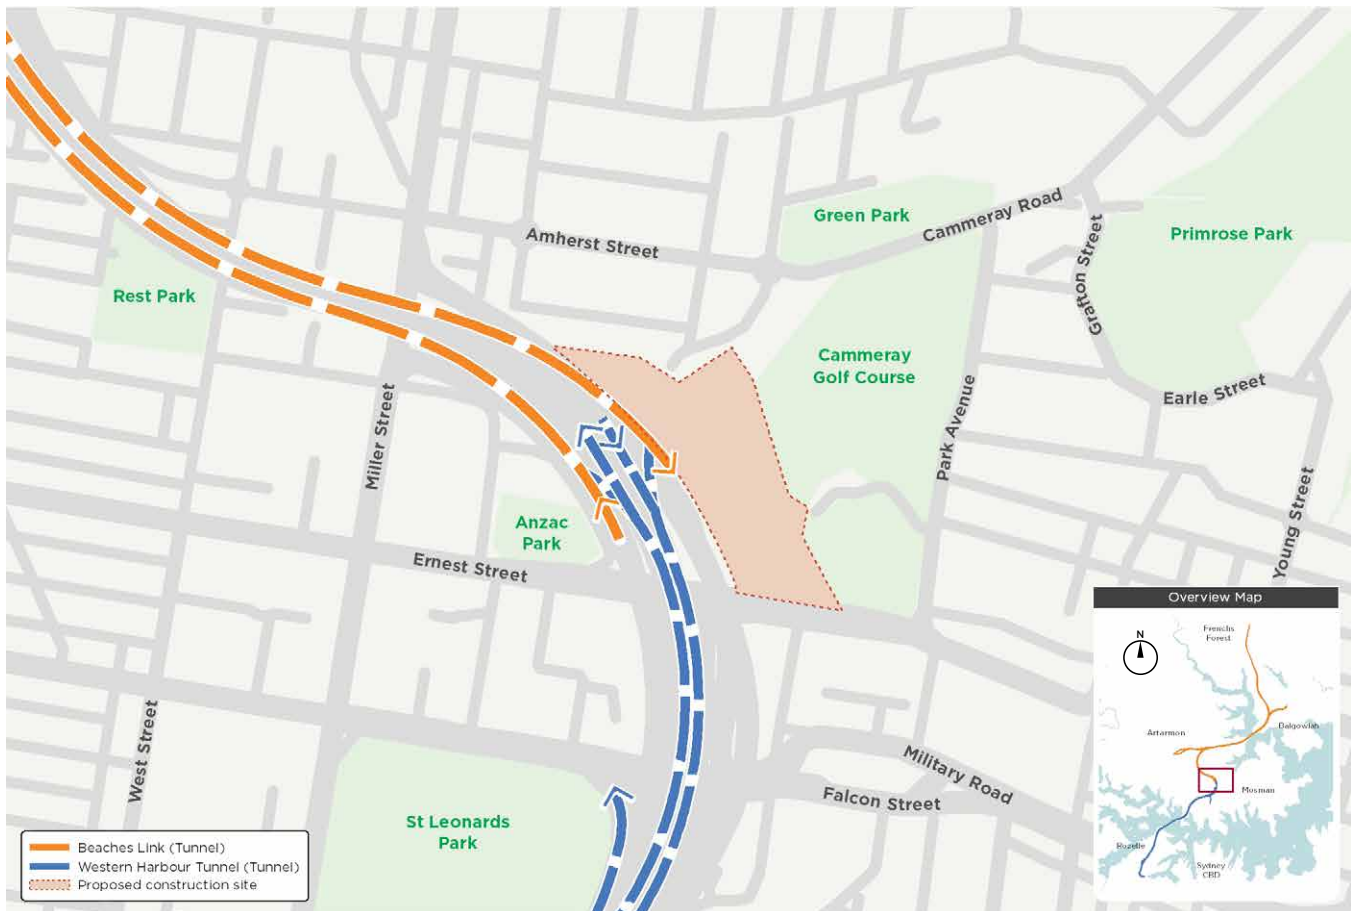 Amherst Street
Green Park
Cammeray Road
Grafton Street
Primrose Park
Rest Park
Cammeray
Golf Course
Miller Street
Park Avenue
Earle Street
Young Street
Anzac
Park
Ernest Street
West Street
St Leonards
Park
Military Road
Falcon Street
Beaches Link (Tunnel)
Western Harbour Tunnel (Tunnel)
Proposed construction site
Overview Map
N
Frenchs
Forest
Balgowlah
Artarmon
Mosman
Rozelle
Sydney
CBD